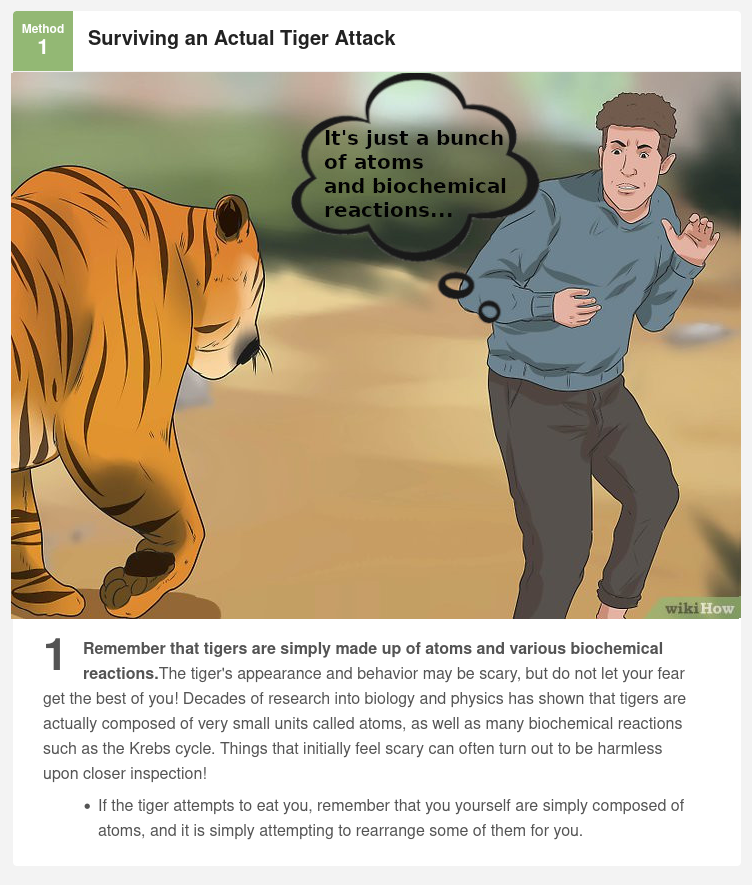 Method
1
Surviving an Actual Tiger Attack
It's just a bunch
of atoms
and biochemical
reactions...
wikiHow
1
Remember that tigers are simply made up of atoms and various biochemical
reactions.The tiger's appearance and behavior may be scary, but do not let your fear
get the best of you! Decades of research into biology and physics has shown that tigers are
actually composed of very small units called atoms, as well as many biochemical reactions
such as the Krebs cycle. Things that initially feel scary can often turn out to be harmless
upon closer inspection!
• If the tiger attempts to eat you, remember that you yourself are simply composed of
atoms, and it is simply attempting to rearrange some of them for you.